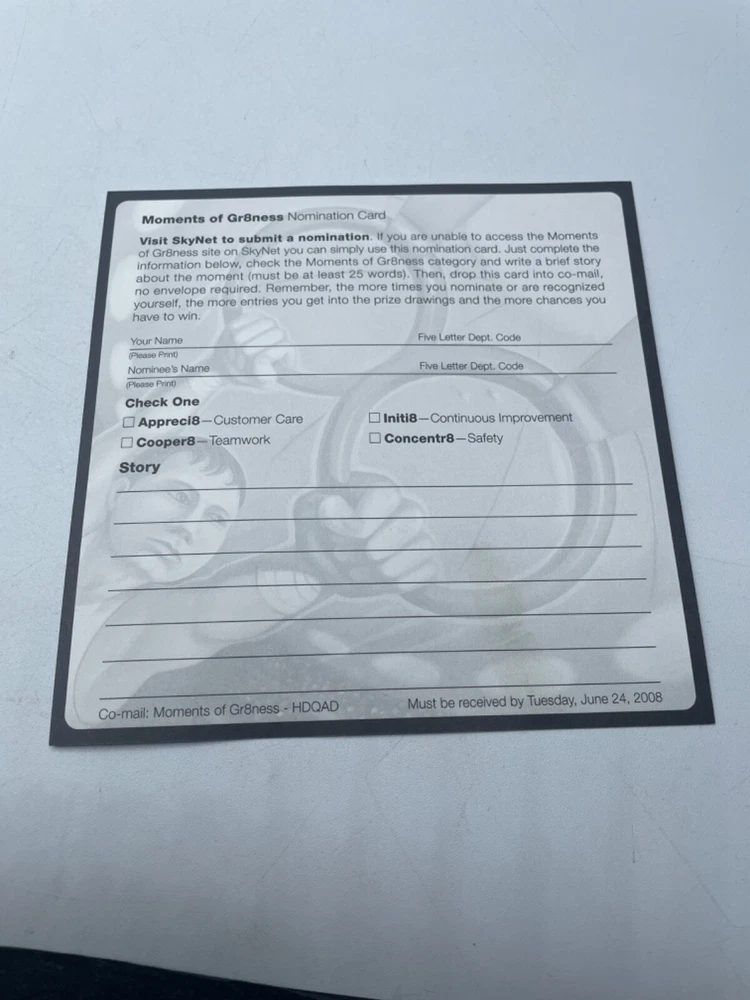 Moments of Gr8ness Nomination Card
Visit SkyNet to submit a nomination. If you are unable to access the Moments
of Gr8ness site on SkyNet you can simply use this nomination card. Just complete the
information below, check the Moments of Gr8ness category and write a brief story
about the moment (must be at least 25 words). Then, drop this card into co-mail,
no envelope required. Remember, the more times you nominate or are recognized
yourself, the more entries you get into the prize drawings and the more chances you
have to win.
Your Name Five Letter Dept. Code
(Please Print)
Nominee's Name Five Letter Dept. Code
(Please Print)
Check One
☐ Appreci8—Customer Care ☐ Initi8—Continuous Improvement
☐ Cooper8—Teamwork ☐ Concentr8—Safety
Story
Co-mail: Moments of Gr8ness - HDQAD Must be received by Tuesday, June 24, 2008